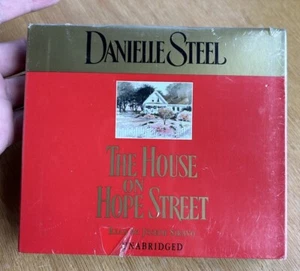 DANIELLE STEEL
THE HOUSE
ON
HOPE STREET
UNABRIDGED